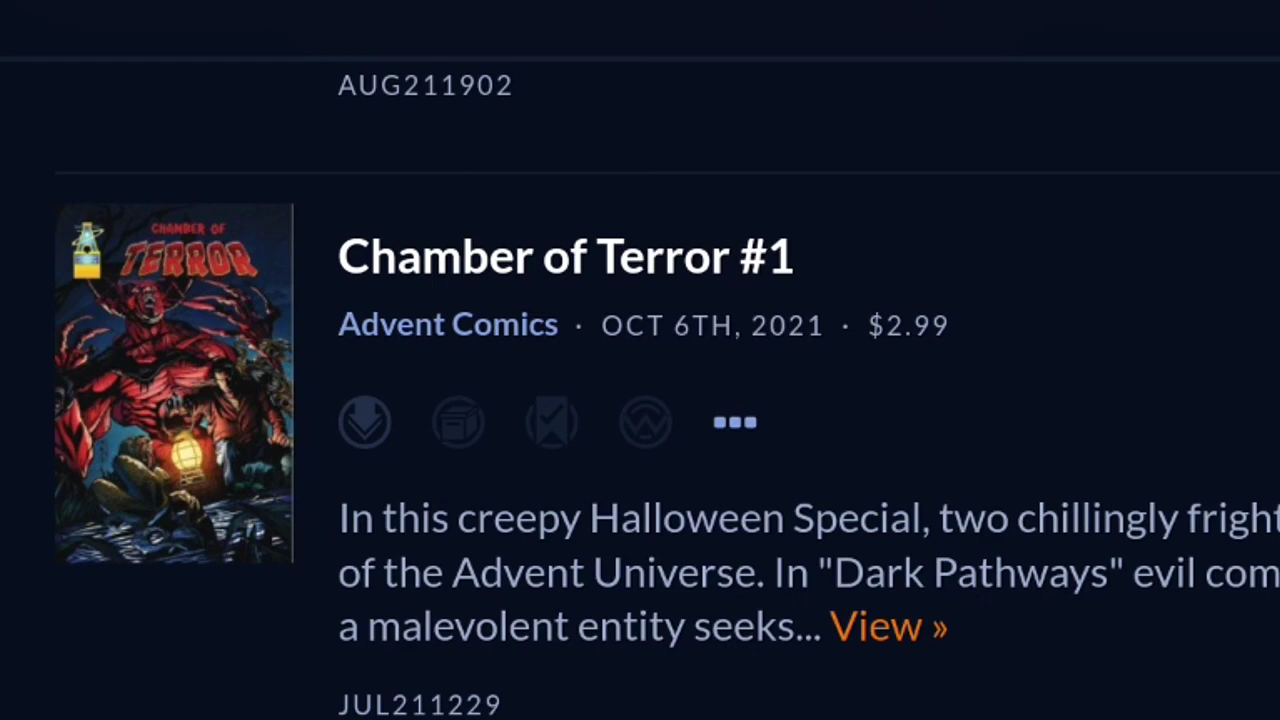 AUG211902
CHAMBER OF
TERROR
Chamber of Terror #1
Advent Comics · OCT 6TH, 2021 · $2.99
In this creepy Halloween Special, two chillingly fright
of the Advent Universe. In "Dark Pathways" evil com
a malevolent entity seeks... View »
JUL211229